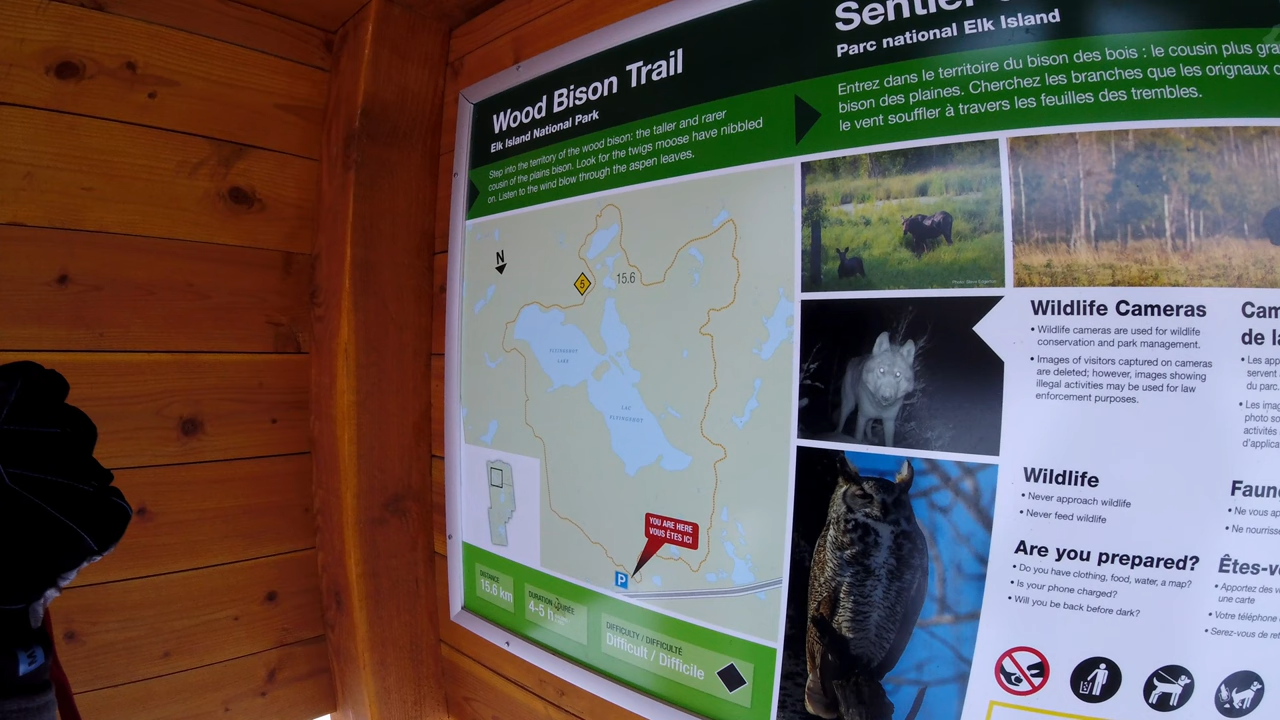 Wood Bison Trail
Elk Island National Park
Step into the territory of the wood bison: the taller and rarer
cousin of the plains bison. Look for the twigs moose have nibbled
on. Listen to the wind blow through the aspen leaves.
Sentier
Parc national Elk Island
Entrez dans le territoire du bison des bois : le cousin plus gra
bison des plaines. Cherchez les branches que les orignaux
le vent souffler à travers les feuilles des trembles.
N
5
15.6
FLYINGSHOT
LAKE
LAC
FLYINGSHOT
YOU ARE HERE
VOUS ÊTES ICI
P
DISTANCE
15.6 km
4-5
DIFFICULTY / DIFFICULTÉ
Difficult / Difficile
Wildlife Cameras
• Wildlife cameras are used for wildlife
conservation and park management.
• Images of visitors captured on cameras
are deleted; however, images showing
illegal activities may be used for law
enforcement purposes.
Wildlife
• Never approach wildlife
• Never feed wildlife
Are you prepared?
• Do you have clothing, food, water, a map?
• Is your phone charged?
• Will you be back before dark?
Cam
de la
• Les app
servent
du parc.
• Les imag
photo so
activités
d'applica
Faun
• Ne vous ap
• Ne nourriss
Êtes-v
• Apportez des v
une carte
• Votre téléphone
• Serez-vous de ret